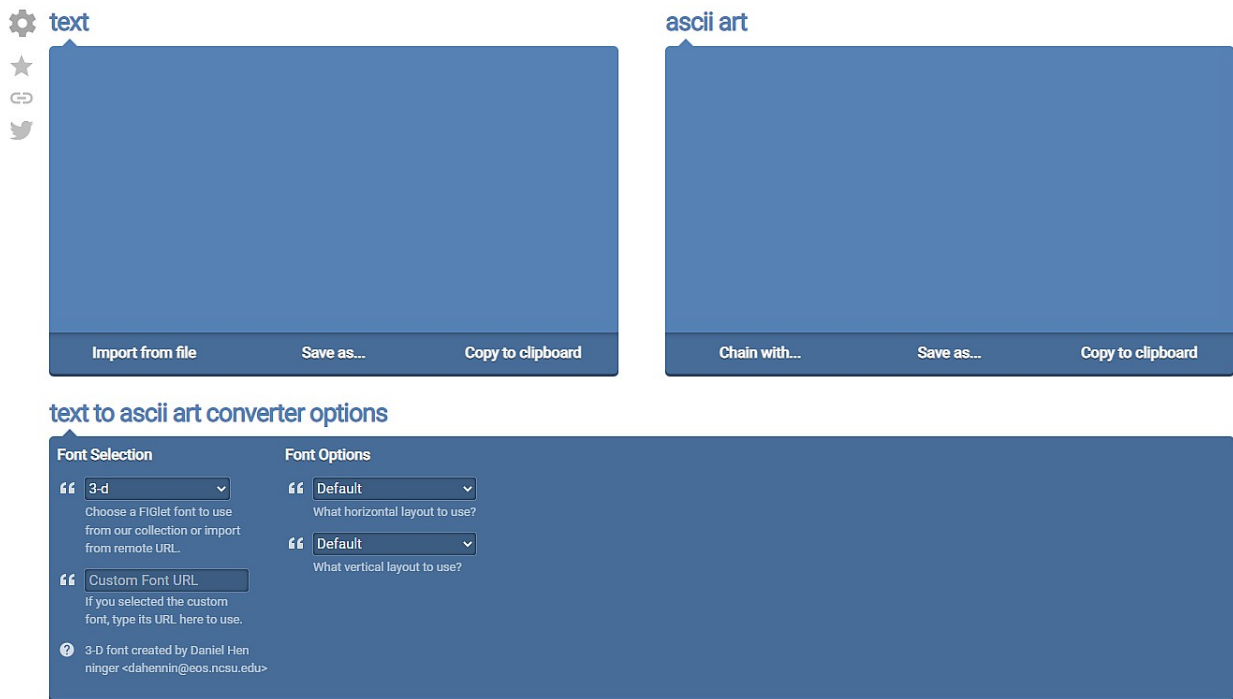 text
ascii art
Import from file
Save as...
Copy to clipboard
Chain with...
Save as...
Copy to clipboard
text to ascii art converter options
Font Selection
3-d
Choose a FIGlet font to use
from our collection or import
from remote URL.
Custom Font URL
If you selected the custom
font, type its URL here to use.
3-D font created by Daniel Hen
ninger <dahennin@eos.ncsu.edu>
Font Options
Default
What horizontal layout to use?
Default
What vertical layout to use?